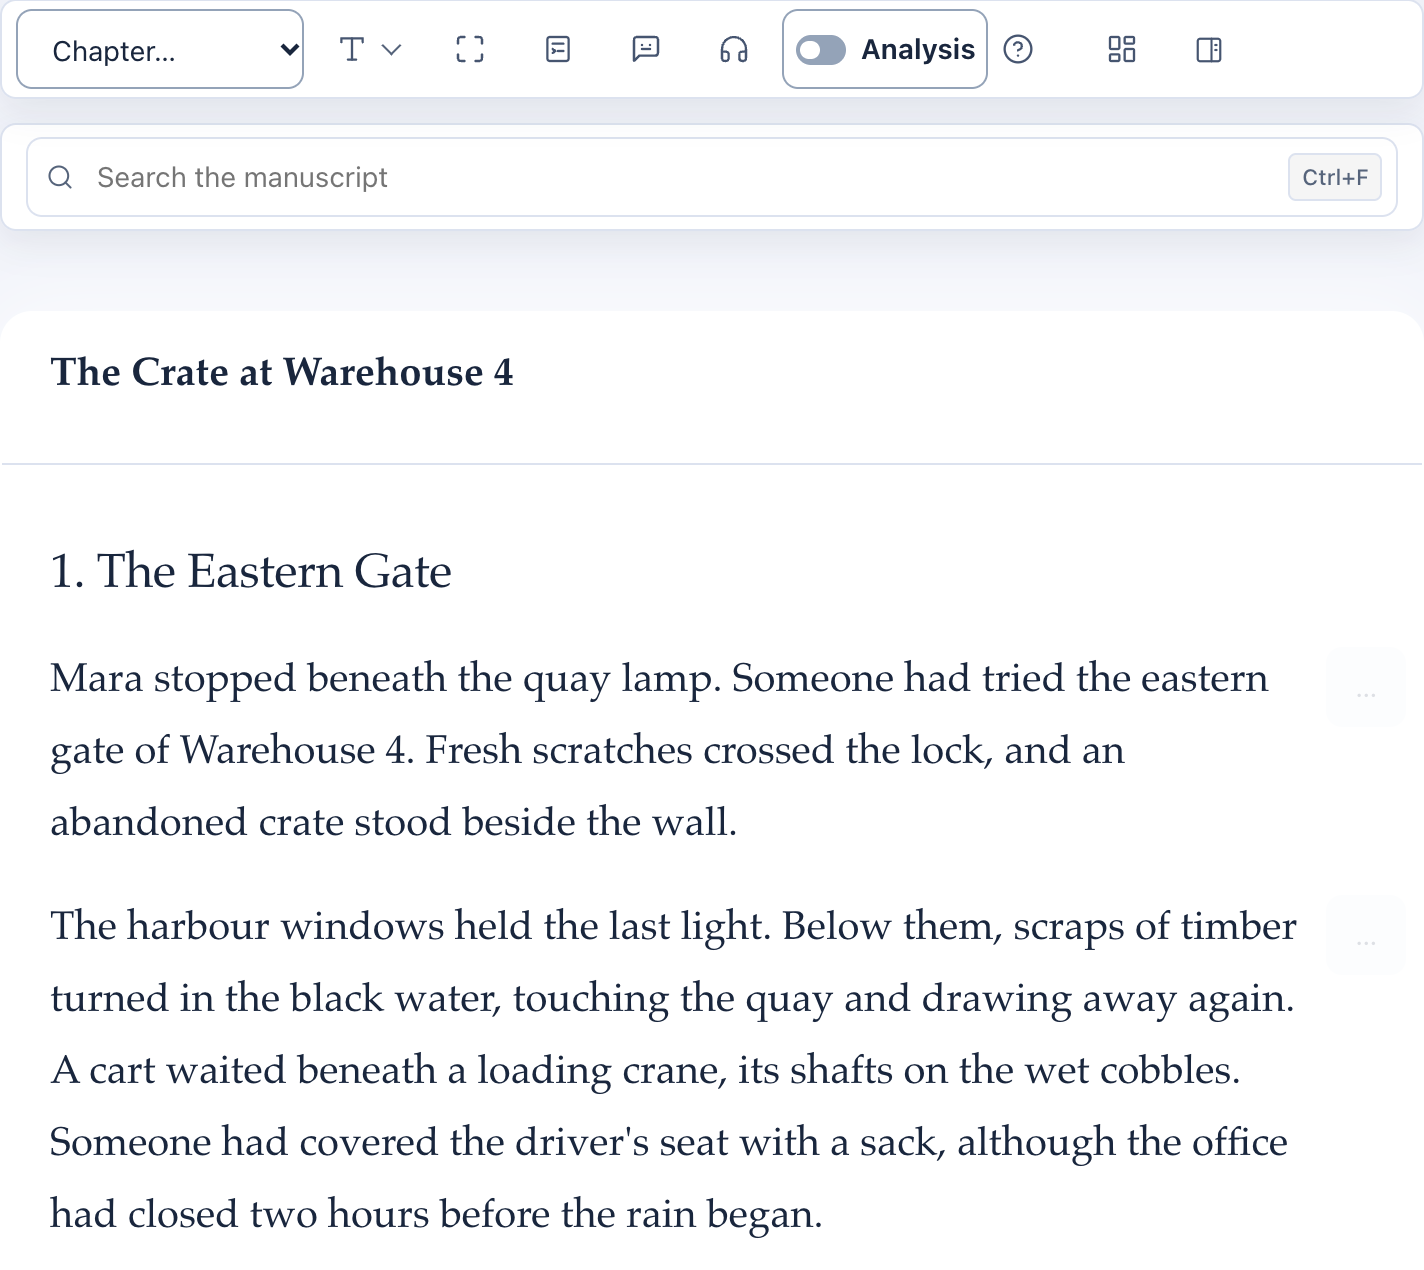 Chapter...
Analysis
Search the manuscript
Ctrl+F
The Crate at Warehouse 4
1. The Eastern Gate
Mara stopped beneath the quay lamp. Someone had tried the eastern
...
gate of Warehouse 4. Fresh scratches crossed the lock, and an
abandoned crate stood beside the wall.
The harbour windows held the last light. Below them, scraps of timber
...
turned in the black water, touching the quay and drawing away again.
A cart waited beneath a loading crane, its shafts on the wet cobbles.
Someone had covered the driver's seat with a sack, although the office
had closed two hours before the rain began.